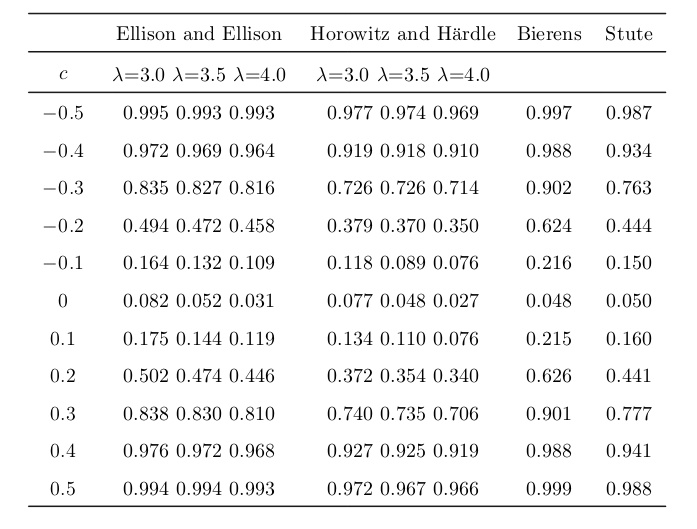 Ellison and Ellison Horowitz and Härdle Bierens Stute
c λ=3.0 λ=3.5 λ=4.0 λ=3.0 λ=3.5 λ=4.0
−0.5 0.995 0.993 0.993 0.977 0.974 0.969 0.997 0.987
−0.4 0.972 0.969 0.964 0.919 0.918 0.910 0.988 0.934
−0.3 0.835 0.827 0.816 0.726 0.726 0.714 0.902 0.763
−0.2 0.494 0.472 0.458 0.379 0.370 0.350 0.624 0.444
−0.1 0.164 0.132 0.109 0.118 0.089 0.076 0.216 0.150
0 0.082 0.052 0.031 0.077 0.048 0.027 0.048 0.050
0.1 0.175 0.144 0.119 0.134 0.110 0.076 0.215 0.160
0.2 0.502 0.474 0.446 0.372 0.354 0.340 0.626 0.441
0.3 0.838 0.830 0.810 0.740 0.735 0.706 0.901 0.777
0.4 0.976 0.972 0.968 0.927 0.925 0.919 0.988 0.941
0.5 0.994 0.994 0.993 0.972 0.967 0.966 0.999 0.988